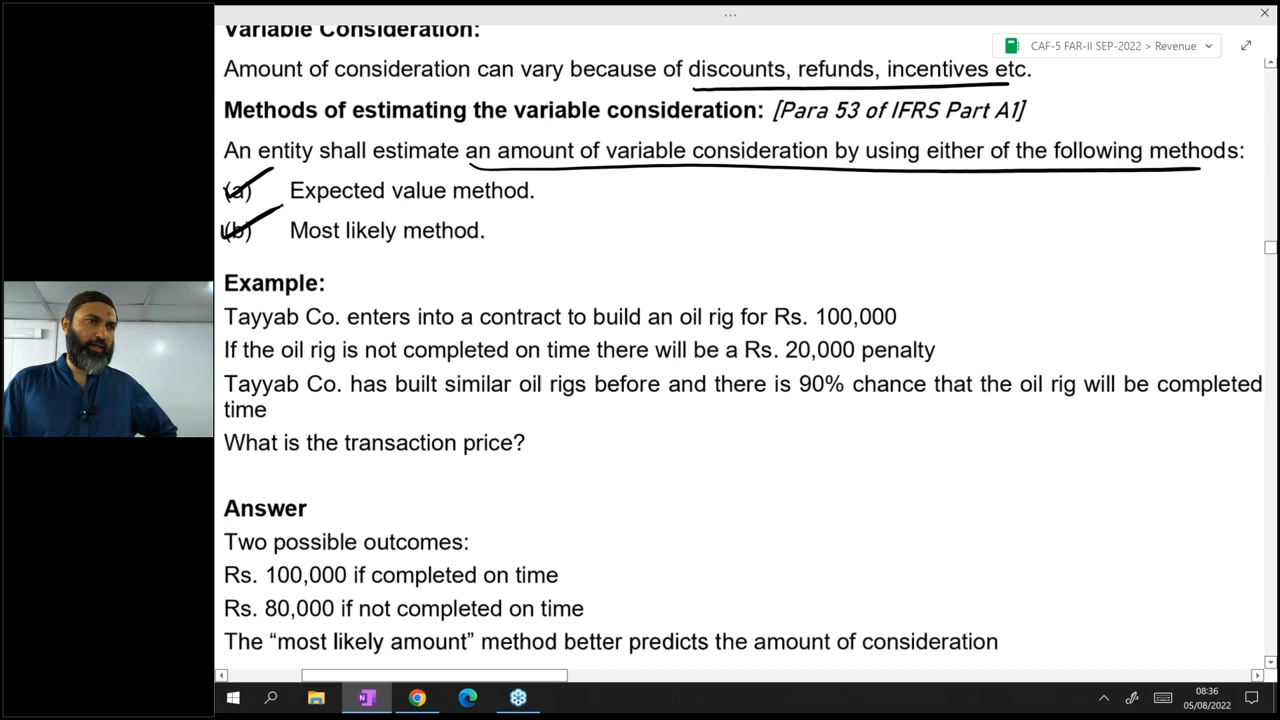 Variable Consideration:
CAF-5 FAR-II SEP-2022 > Revenue
Amount of consideration can vary because of discounts, refunds, incentives etc.
Methods of estimating the variable consideration: [Para 53 of IFRS Part A1]
An entity shall estimate an amount of variable consideration by using either of the following methods:
(a) Expected value method.
(b) Most likely method.
Example:
Tayyab Co. enters into a contract to build an oil rig for Rs. 100,000
If the oil rig is not completed on time there will be a Rs. 20,000 penalty
Tayyab Co. has built similar oil rigs before and there is 90% chance that the oil rig will be completed
time
What is the transaction price?
Answer
Two possible outcomes:
Rs. 100,000 if completed on time
Rs. 80,000 if not completed on time
The “most likely amount” method better predicts the amount of consideration
08:36
05/08/2022